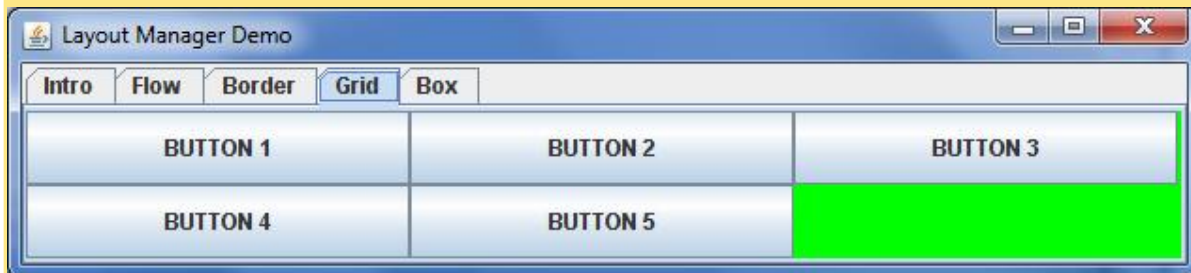 Layout Manager Demo
Intro Flow Border Grid Box
BUTTON 1 BUTTON 2 BUTTON 3
BUTTON 4 BUTTON 5